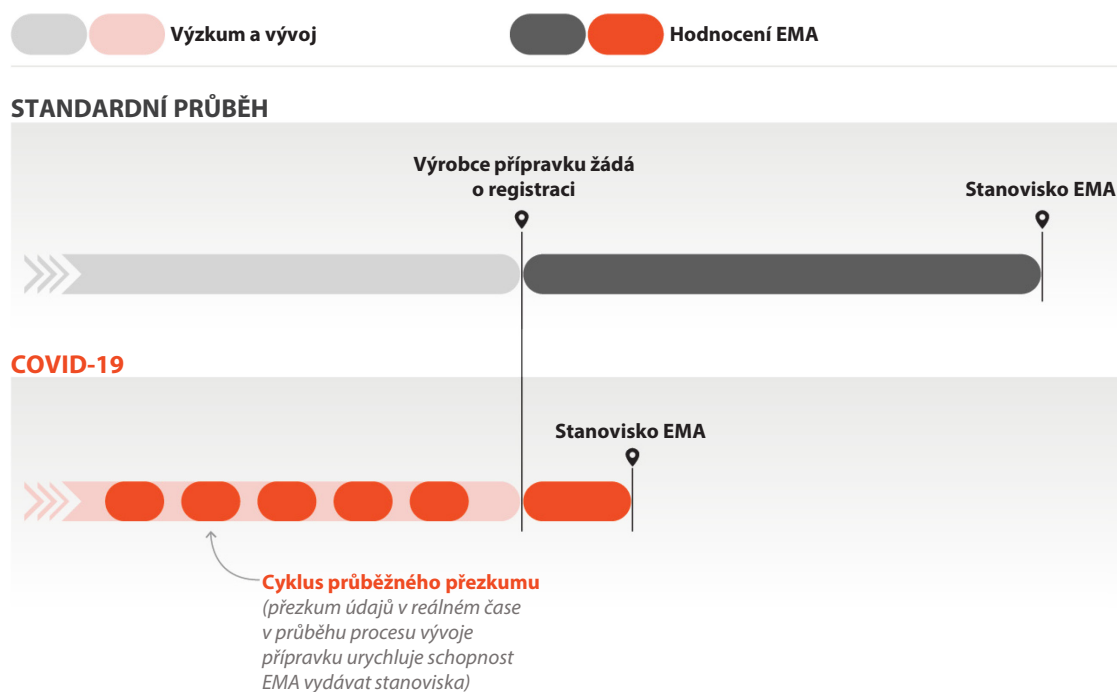 Výzkum a vývoj
Hodnocení EMA
STANDARDNÍ PRŮBĚH
Výrobce přípravku žádá
o registraci
Stanovisko EMA
COVID-19
Stanovisko EMA
Cyklus průběžného přezkumu
(přezkum údajů v reálném čase
v průběhu procesu vývoje
přípravku urychluje schopnost
EMA vydávat stanoviska)